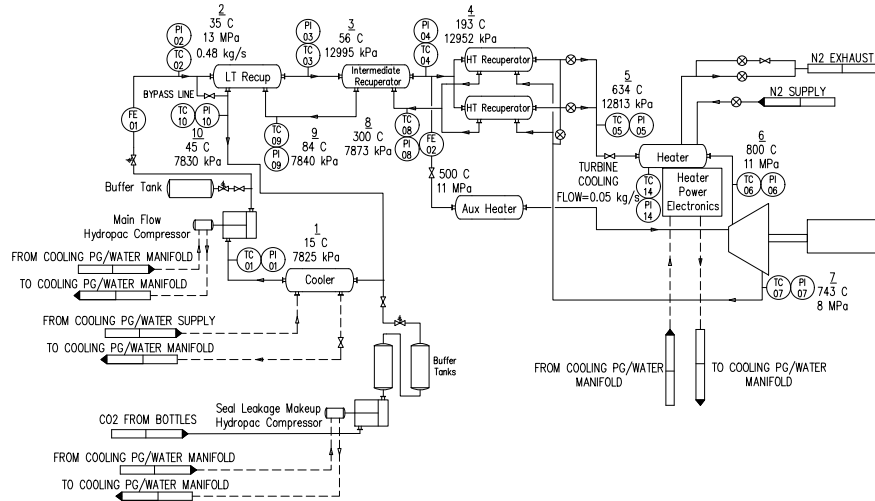 2
35 C
13 MPa
0.48 kg/s
PI
02
TC
02
3
56 C
12995 kPa
PI
03
TC
03
4
193 C
12952 kPa
PI
04
TC
04
LT Recup
Intermediate
Recuperator
HT Recuperator
HT Recuperator
5
634 C
12813 kPa
TC
05
PI
05
N2 EXHAUST
N2 SUPPLY
6
800 C
11 MPa
TC
06
PI
06
BYPASS LINE
FE
01
TC
10
PI
10
10
45 C
7830 kPa
TC
09
PI
09
9
84 C
7840 kPa
8
300 C
7873 kPa
TC
08
PI
08
FE
02
500 C
11 MPa
TURBINE
COOLING
FLOW=0.05 kg/s
Heater
TC
14
PI
14
Heater
Power
Electronics
Aux Heater
Buffer Tank
Main Flow
Hydropac Compressor
1
15 C
7825 kPa
TC
01
PI
01
Cooler
TC
07
PI
07
7
743 C
8 MPa
FROM COOLING PG/WATER MANIFOLD
TO COOLING PG/WATER MANIFOLD
FROM COOLING PG/WATER SUPPLY
TO COOLING PG/WATER MANIFOLD
Buffer
Tanks
FROM COOLING PG/WATER
MANIFOLD
TO COOLING PG/WATER
MANIFOLD
Seal Leakage Makeup
Hydropac Compressor
CO2 FROM BOTTLES
FROM COOLING PG/WATER MANIFOLD
TO COOLING PG/WATER MANIFOLD